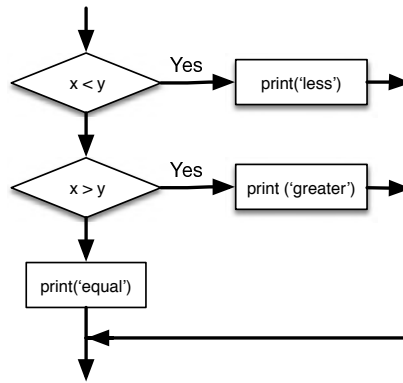 Yes
x < y
print(‘less’)
Yes
x > y
print (‘greater’)
print(‘equal’)